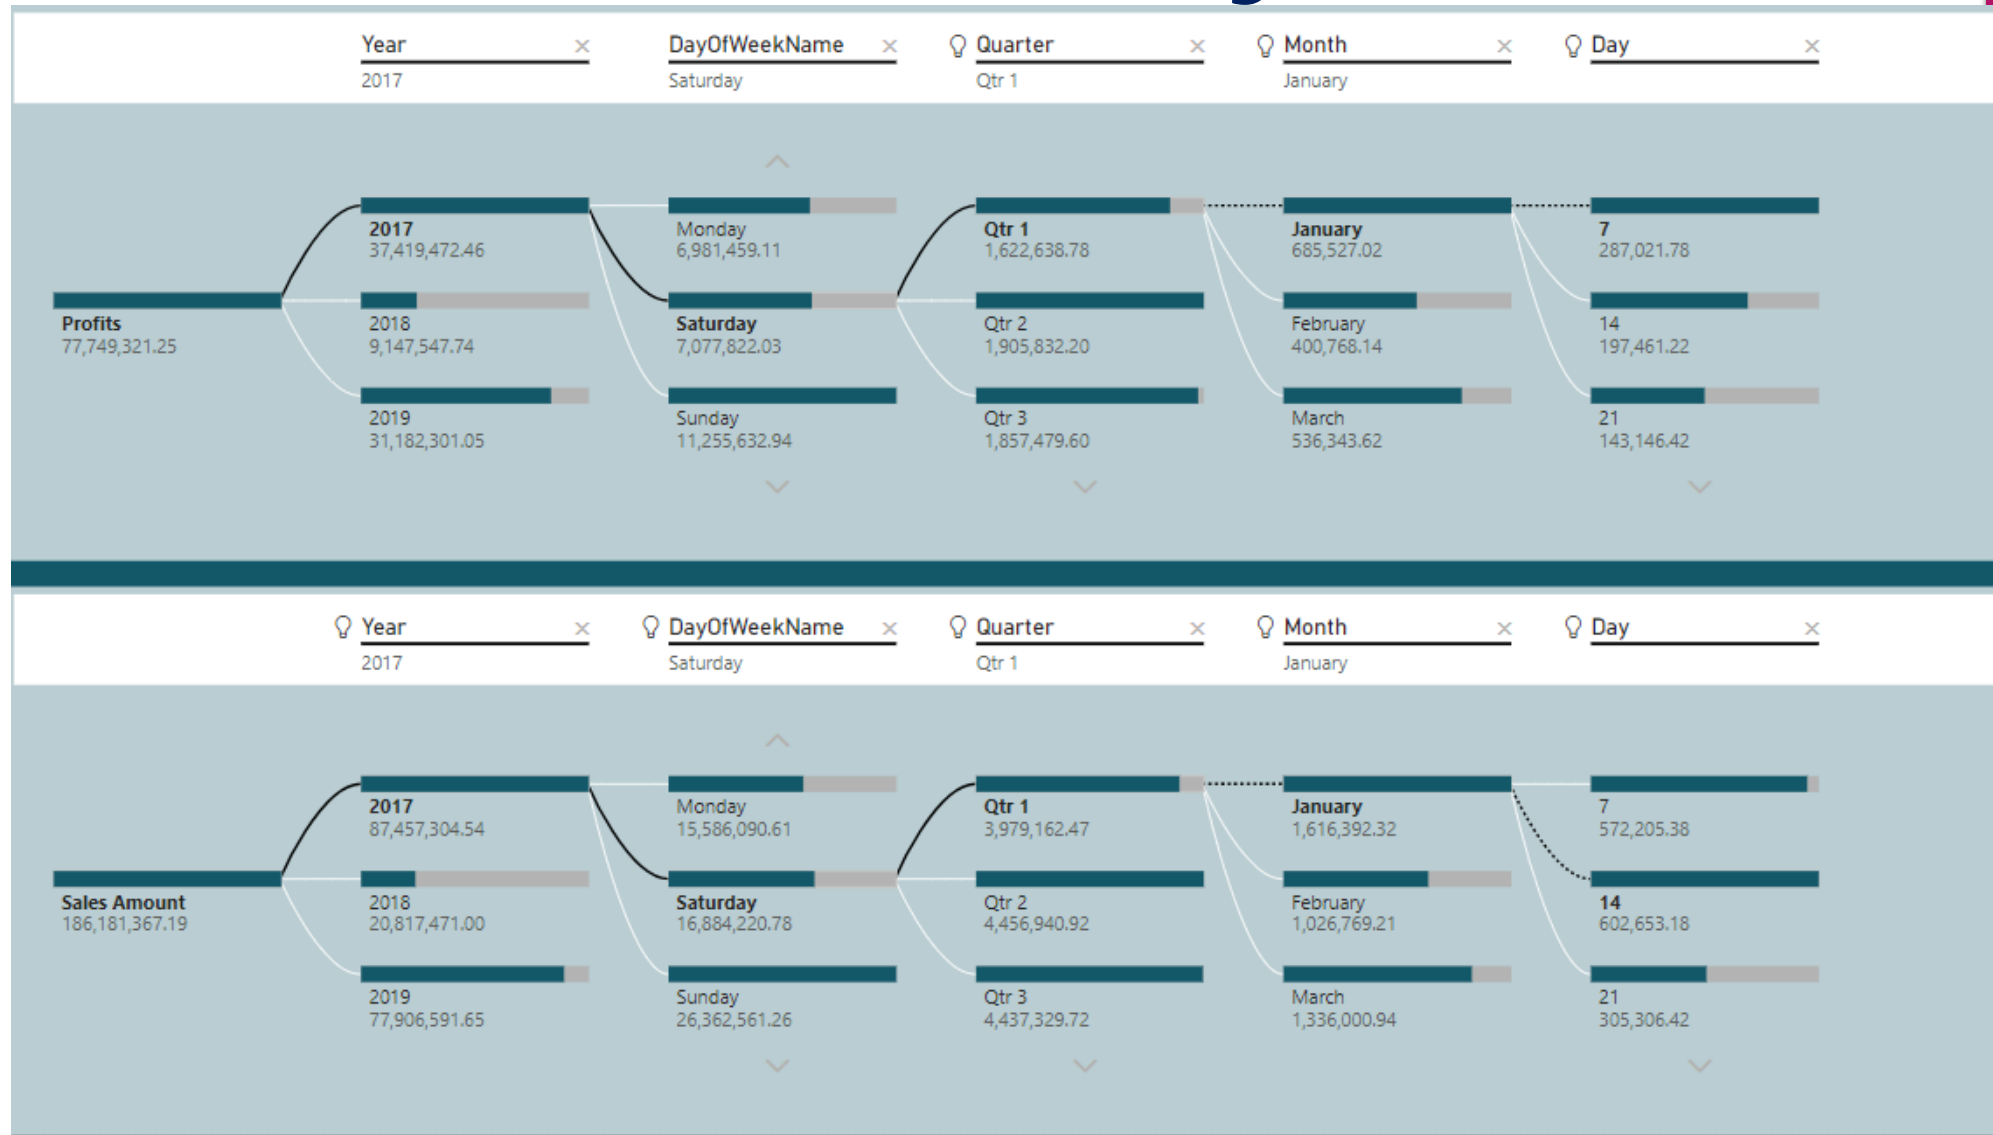 Year × DayOfWeekName × Quarter × Month × Day ×
2017 Saturday Qtr 1 January
2017 Monday Qtr 1 January 7
37,419,472.46 6,981,459.11 1,622,638.78 685,527.02 287,021.78
Profits 2018 Saturday Qtr 2 February 14
77,749,321.25 9,147,547.74 7,077,822.03 1,905,832.20 400,768.14 197,461.22
2019 Sunday Qtr 3 March 21
31,182,301.05 11,255,632.94 1,857,479.60 536,343.62 143,146.42
Year × DayOfWeekName × Quarter × Month × Day ×
2017 Saturday Qtr 1 January
2017 Monday Qtr 1 January 7
87,457,304.54 15,586,090.61 3,979,162.47 1,616,392.32 572,205.38
Sales Amount 2018 Saturday Qtr 2 February 14
186,181,367.19 20,817,471.00 16,884,220.78 4,456,940.92 1,026,769.21 602,653.18
2019 Sunday Qtr 3 March 21
77,906,591.65 26,362,561.26 4,437,329.72 1,336,000.94 305,306.42